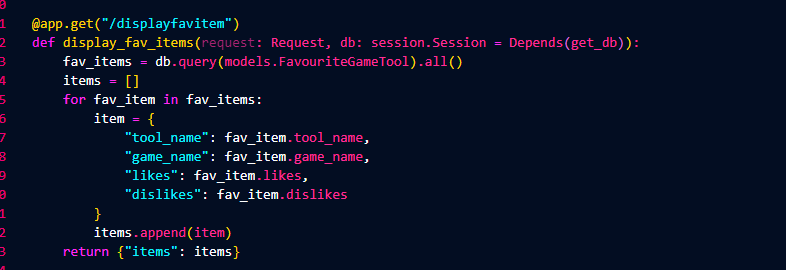 0
1 @app.get("/displayfavitem")
2 def display_fav_items(request: Request, db: session.Session = Depends(get_db)):
3     fav_items = db.query(models.FavouriteGameTool).all()
4     items = []
5     for fav_item in fav_items:
6         item = {
7             "tool_name": fav_item.tool_name,
8             "game_name": fav_item.game_name,
9             "likes": fav_item.likes,
0             "dislikes": fav_item.dislikes
1         }
2         items.append(item)
3     return {"items": items}